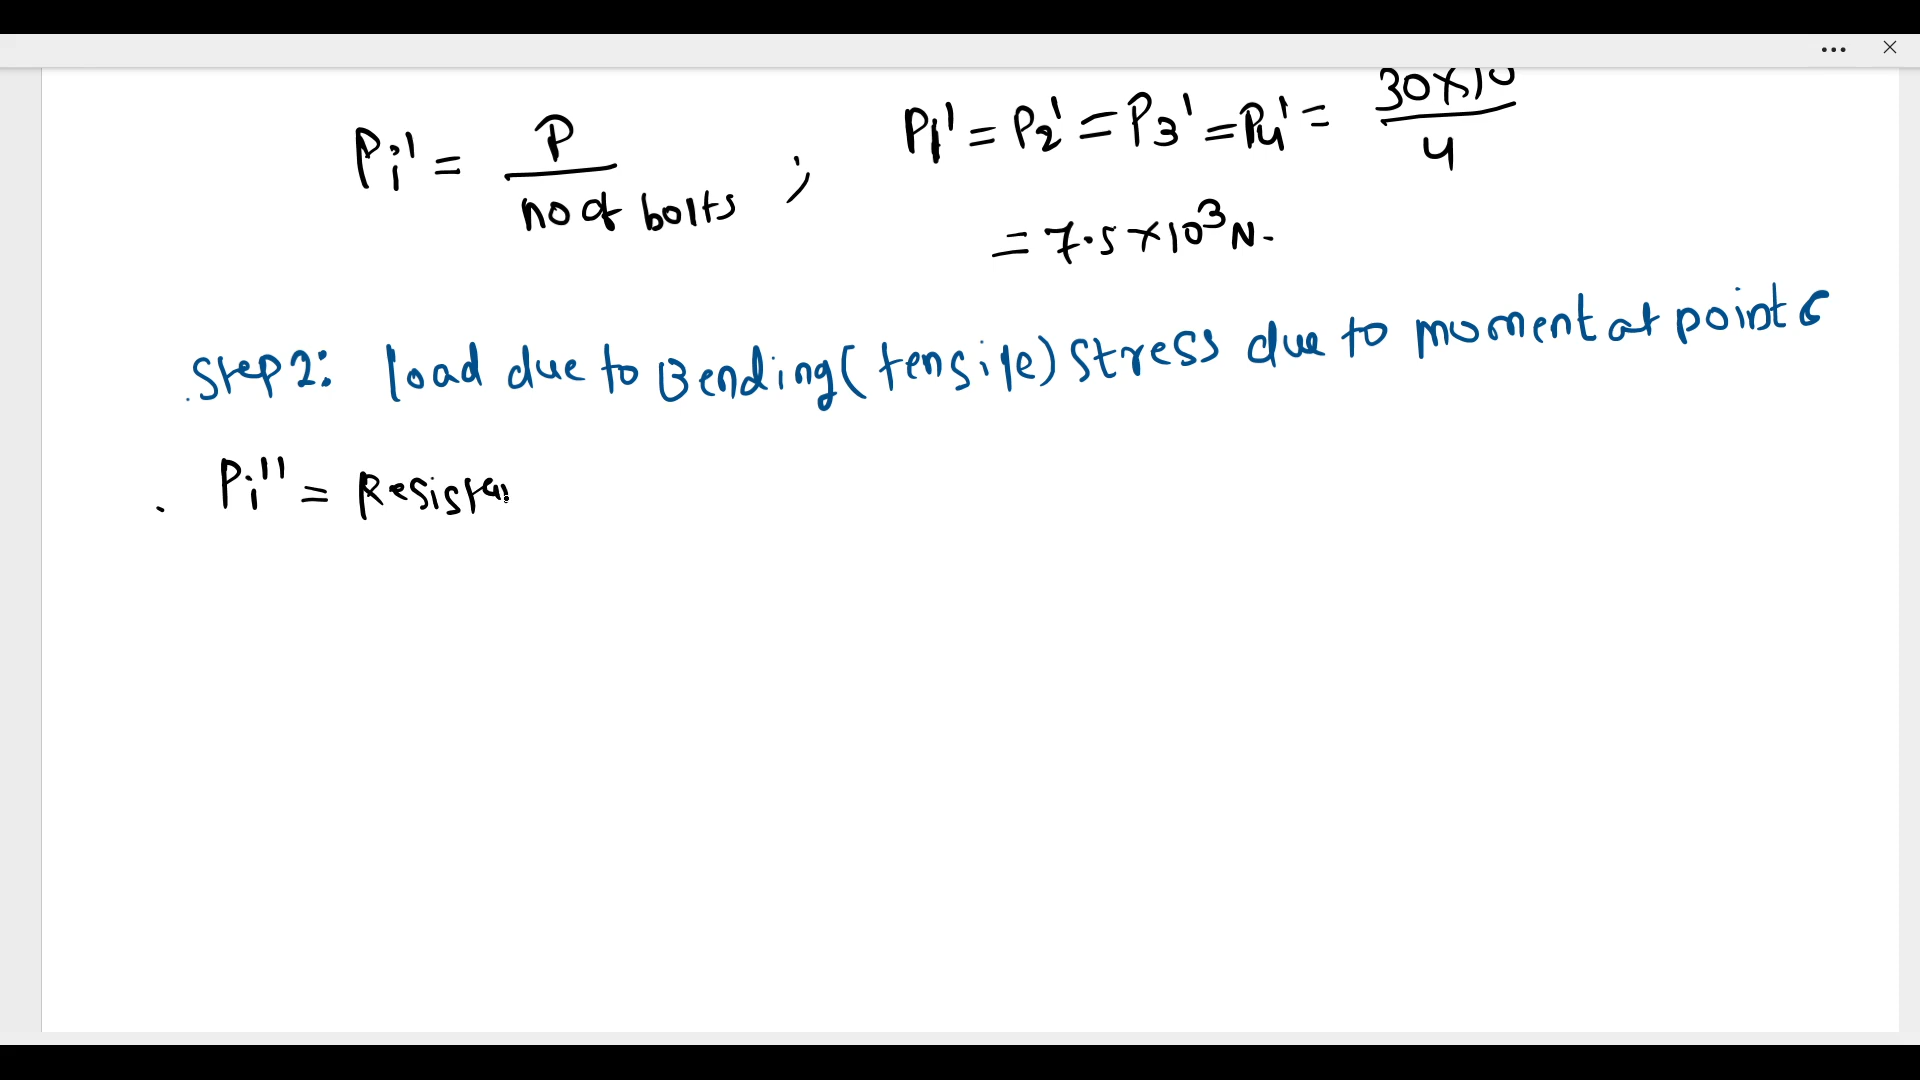 Pi' = P / no of bolts ; P1' = P2' = P3' = P4' = 30×10 / 4
= 7.5×10³ N.
Step 2: load due to Bending (tensile) stress due to moment at point C
Pi'' = Resista